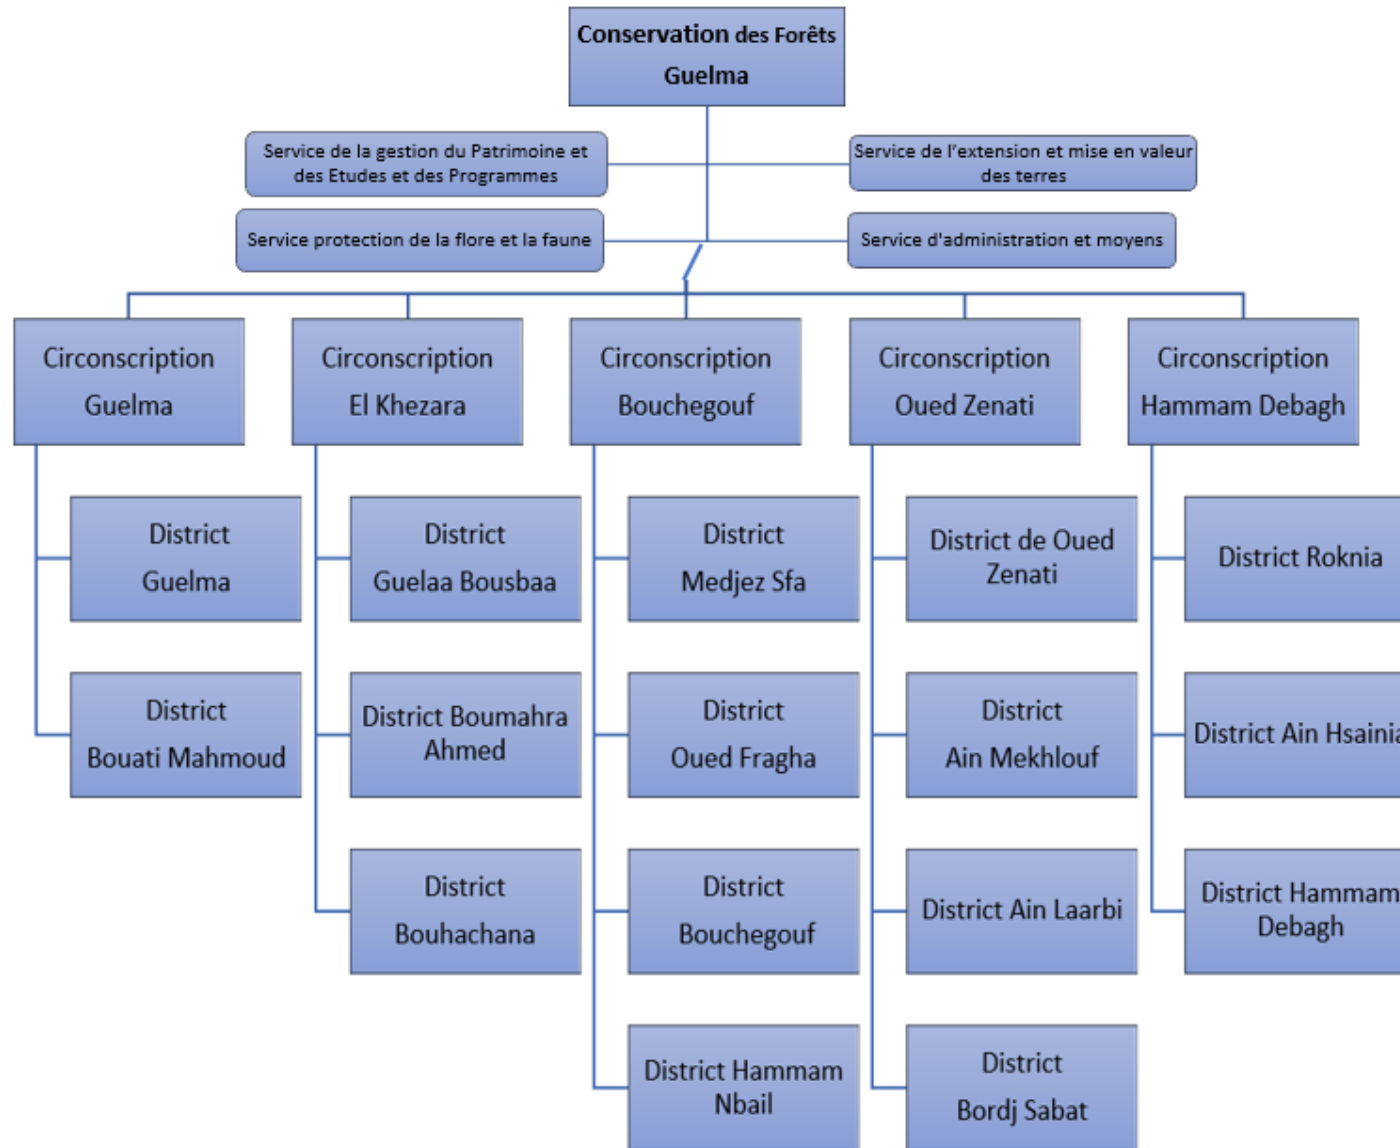 Conservation des Forêts
Guelma
Service de la gestion du Patrimoine et
des Etudes et des Programmes
Service de l’extension et mise en valeur
des terres
Service protection de la flore et la faune
Service d'administration et moyens
Circonscription
Guelma
Circonscription
El Khezara
Circonscription
Bouchegouf
Circonscription
Oued Zenati
Circonscription
Hammam Debagh
District
Guelma
District
Guelaa Bousbaa
District
Medjez Sfa
District de Oued
Zenati
District Roknia
District
Bouati Mahmoud
District Boumahra
Ahmed
District
Oued Fragha
District
Ain Mekhlouf
District Ain Hsainia
District
Bouhachana
District
Bouchegouf
District Ain Laarbi
District Hammam
Debagh
District Hammam
Nbail
District
Bordj Sabat